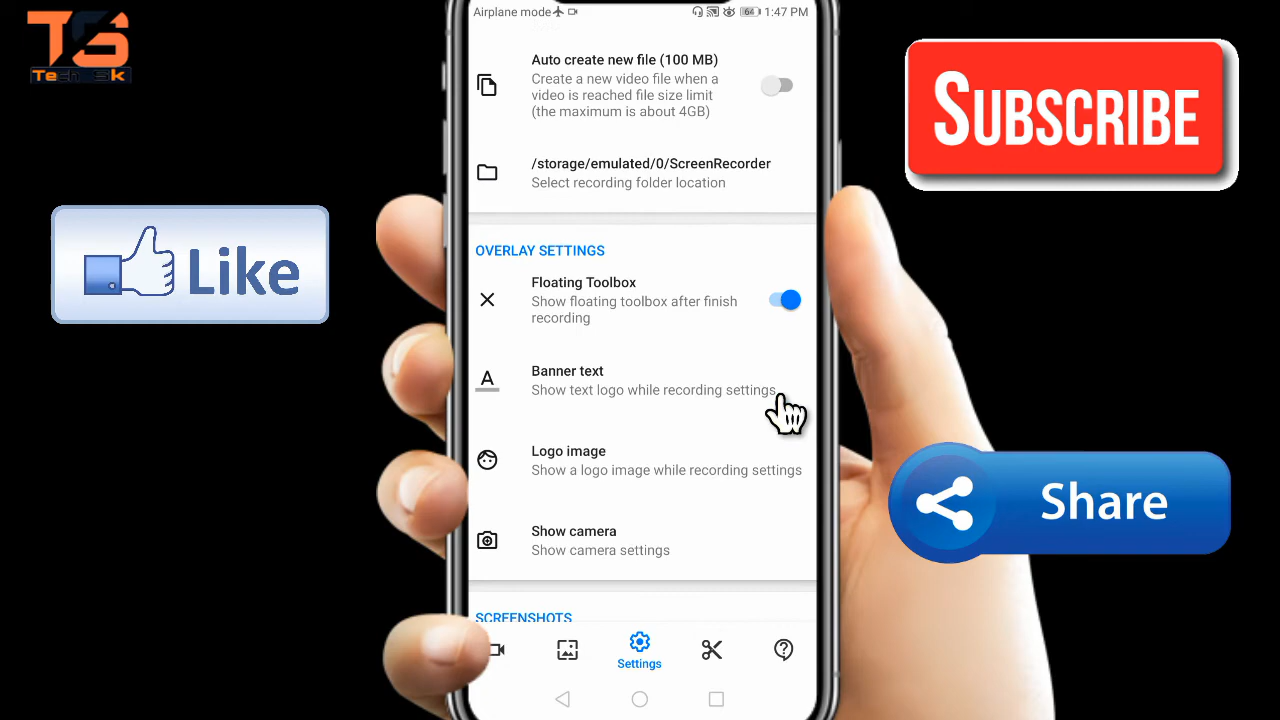 Airplane mode
64
1:47 PM
TS
Tech Sk
Auto create new file (100 MB)
Create a new video file when a
video is reached file size limit
(the maximum is about 4GB)
/storage/emulated/0/ScreenRecorder
Select recording folder location
SUBSCRIBE
Like
OVERLAY SETTINGS
Floating Toolbox
Show floating toolbox after finish
recording
A
Banner text
Show text logo while recording settings
Logo image
Show a logo image while recording settings
Show camera
Show camera settings
Share
SCREENSHOTS
Settings